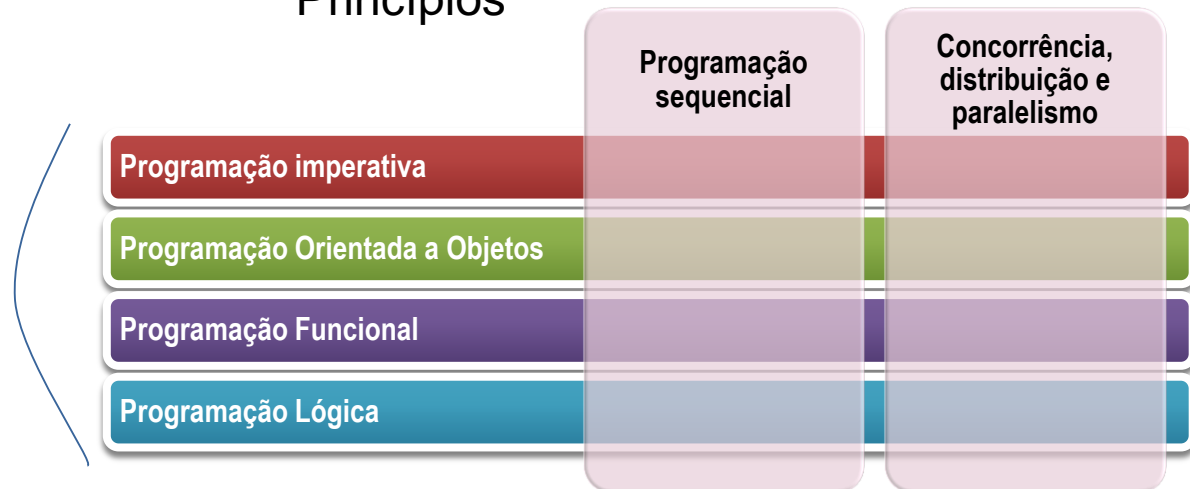 Princípios
Programação
sequencial
Concorrência,
distribuição e
paralelismo
Programação imperativa
Programação Orientada a Objetos
Programação Funcional
Programação Lógica